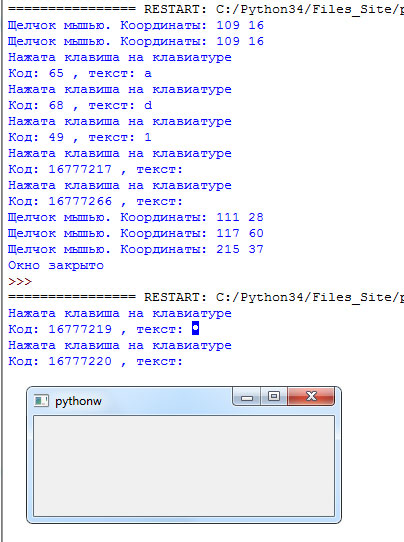 ================ RESTART: C:/Python34/Files_Site/
Щелчок мышью. Координаты: 109 16
Щелчок мышью. Координаты: 109 16
Нажата клавиша на клавиатуре
Код: 65 , текст: a
Нажата клавиша на клавиатуре
Код: 68 , текст: d
Нажата клавиша на клавиатуре
Код: 49 , текст: 1
Нажата клавиша на клавиатуре
Код: 16777217 , текст:
Нажата клавиша на клавиатуре
Код: 16777266 , текст:
Щелчок мышью. Координаты: 111 28
Щелчок мышью. Координаты: 117 60
Щелчок мышью. Координаты: 215 37
Окно закрыто
>>>
================ RESTART: C:/Python34/Files_Site/
Нажата клавиша на клавиатуре
Код: 16777219 , текст: ◘
Нажата клавиша на клавиатуре
Код: 16777220 , текст:
pythonw